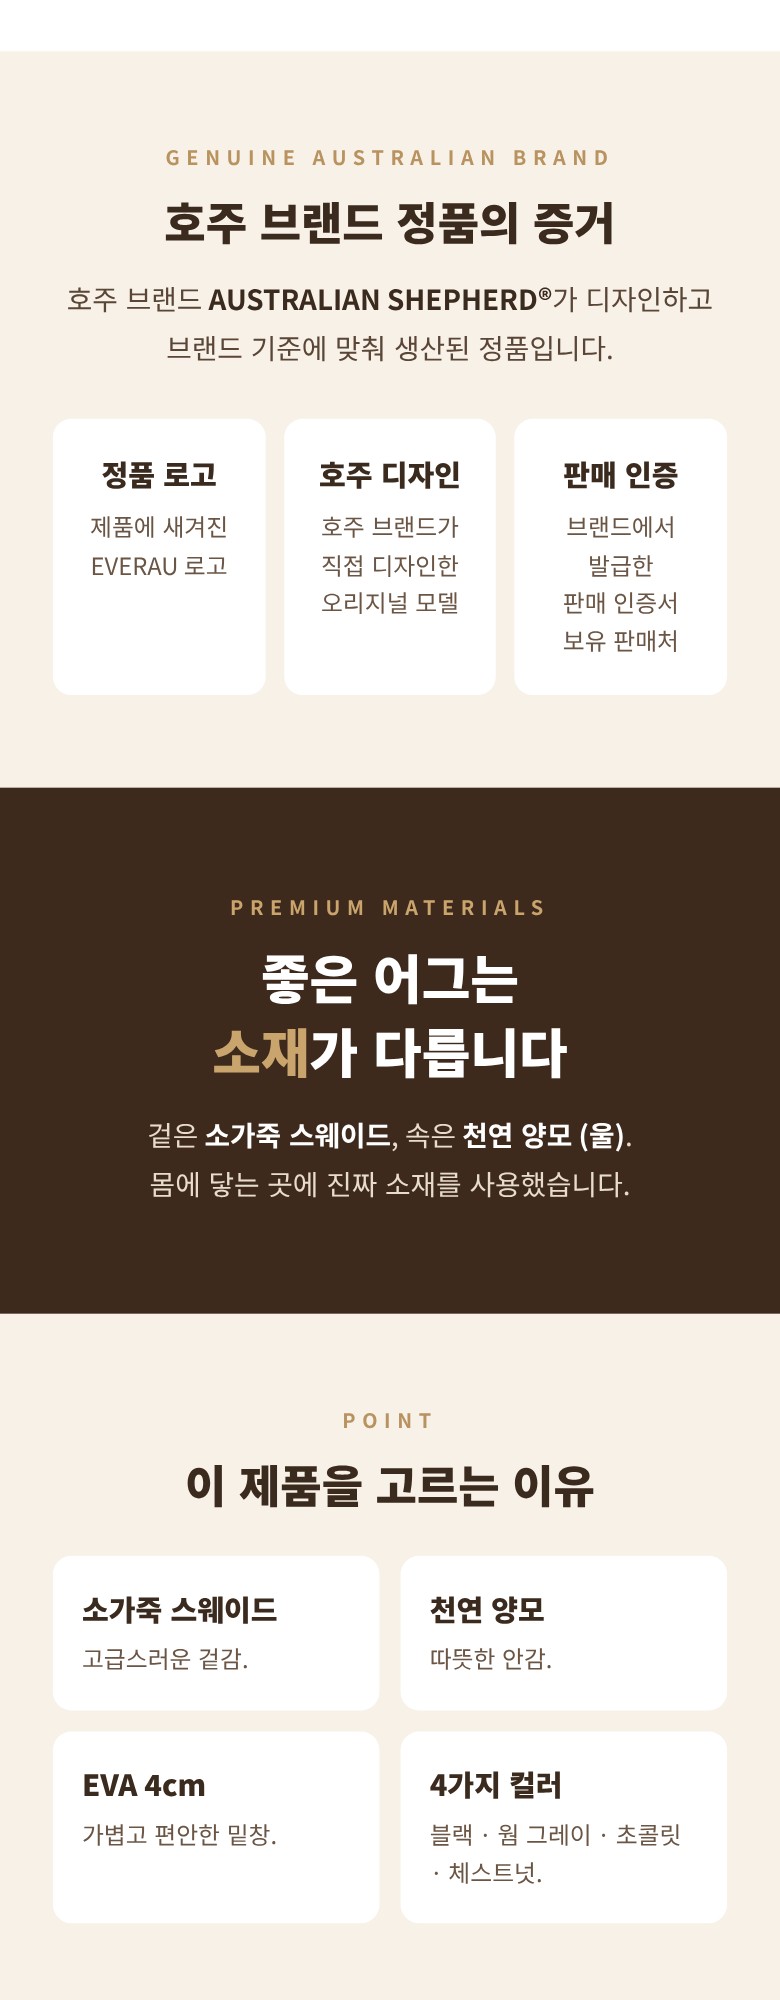 GENUINE AUSTRALIAN BRAND
호주 브랜드 정품의 증거
호주 브랜드 AUSTRALIAN SHEPHERD®가 디자인하고
브랜드 기준에 맞춰 생산된 정품입니다.
정품 로고
제품에 새겨진
EVERAU 로고
호주 디자인
호주 브랜드가
직접 디자인한
오리지널 모델
판매 인증
브랜드에서
발급한
판매 인증서
보유 판매처
PREMIUM MATERIALS
좋은 어그는
소재가 다릅니다
겉은 소가죽 스웨이드, 속은 천연 양모 (울).
몸에 닿는 곳에 진짜 소재를 사용했습니다.
POINT
이 제품을 고르는 이유
소가죽 스웨이드
고급스러운 겉감.
천연 양모
따뜻한 안감.
EVA 4cm
가볍고 편안한 밑창.
4가지 컬러
블랙 · 웜 그레이 · 초콜릿
· 체스트넛.